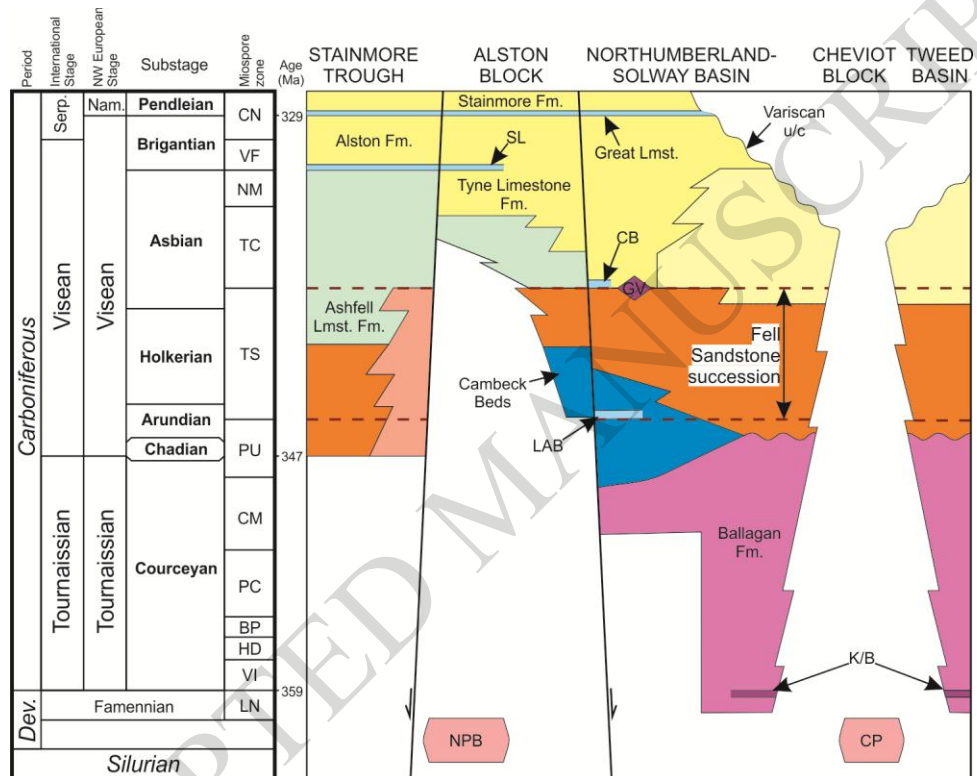 Period
International
Stage
NW European
Stage
Substage
Miospore
zone
Age
(Ma)
STAINMORE
TROUGH
ALSTON
BLOCK
NORTHUMBERLAND-
SOLWAY BASIN
CHEVIOT
BLOCK
TWEED
BASIN
Carboniferous
Dev.
Silurian
Serp.
Visean
Tournaissian
Nam.
Visean
Tournaissian
Famennian
Pendleian
Brigantian
Asbian
Holkerian
Arundian
Chadian
Courceyan
CN
VF
NM
TC
TS
PU
CM
PC
BP
HD
VI
LN
329
347
359
Stainmore Fm.
Alston Fm.
SL
Great Lmst.
Variscan
u/c
Tyne Limestone
Fm.
CB
GV
Ashfell
Lmst. Fm.
Fell
Sandstone
succession
Cambeck
Beds
LAB
Ballagan
Fm.
K/B
NPB
CP
PTED MANUSCRIP